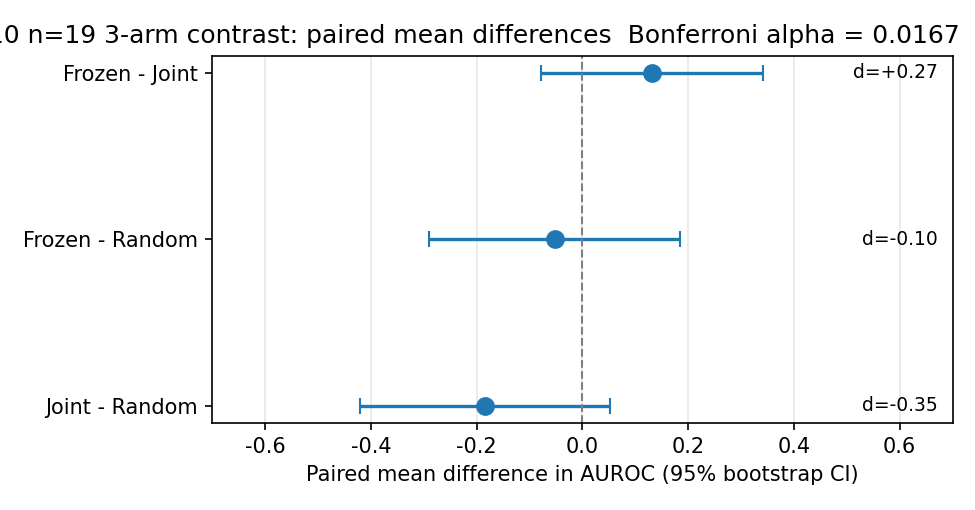 .0 n=19 3-arm contrast: paired mean differences  Bonferroni alpha = 0.0167
Frozen - Joint
d=+0.27
Frozen - Random
d=-0.10
Joint - Random
d=-0.35
-0.6 -0.4 -0.2 0.0 0.2 0.4 0.6
Paired mean difference in AUROC (95% bootstrap CI)